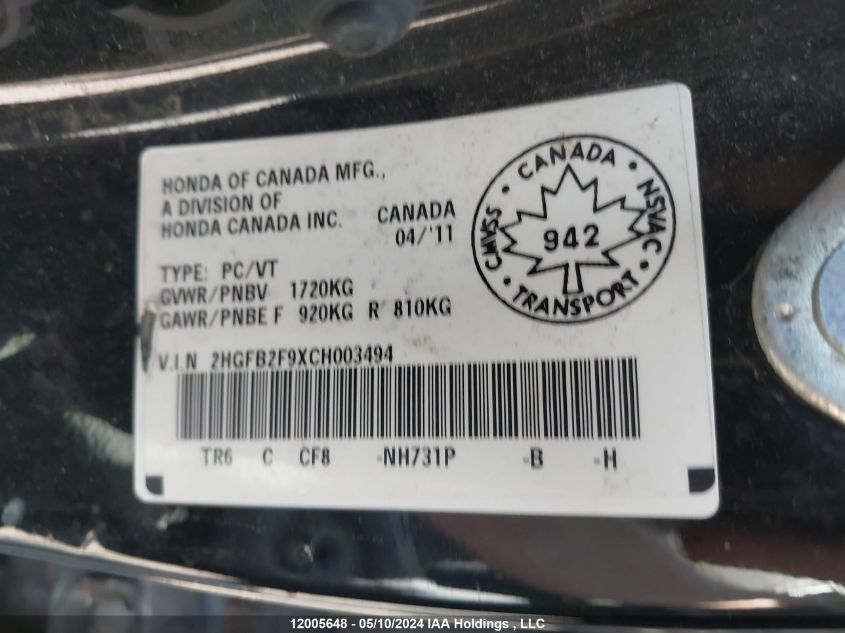 HONDA OF CANADA MFG.,
A DIVISION OF
HONDA CANADA INC. CANADA
04/'11
TYPE: PC/VT
GVWR/PNBV 1720KG
GAWR/PNBE F 920KG R 810KG
V.I.N 2HGFB2F9XCH003494
TR6 C CF8 -NH731P -B -H
CMVSS · CANADA · NSVAC · TRANSPORT ·
942
12005648 - 05/10/2024 IAA Holdings , LLC